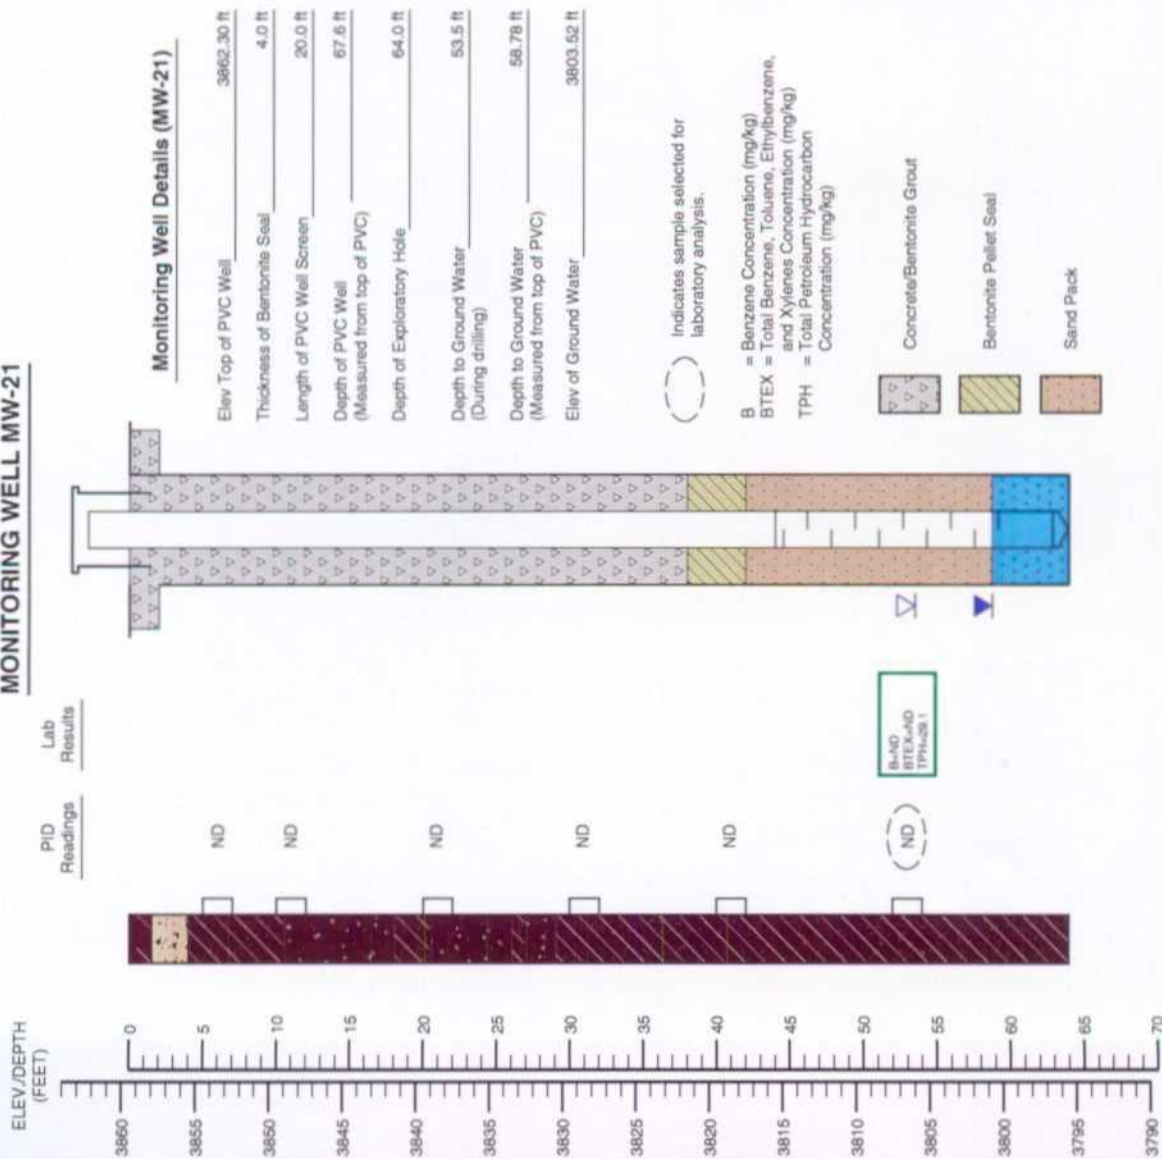 MONITORING WELL MW-21
ELEV./DEPTH
(FEET)
PID
Readings
Lab
Results
3860
3855
3850
3845
3840
3835
3830
3825
3820
3815
3810
3805
3800
3795
3790
0
5
10
15
20
25
30
35
40
45
50
55
60
65
70
ND
ND
ND
ND
ND
ND
B=ND
BTEX=ND
TPH=29.1
Monitoring Well Details (MW-21)
Elev Top of PVC Well 3862.30 ft
Thickness of Bentonite Seal 4.0 ft
Length of PVC Well Screen 20.0 ft
Depth of PVC Well 67.6 ft
(Measured from top of PVC)
Depth of Exploratory Hole 64.0 ft
Depth to Ground Water 53.5 ft
(During drilling)
Depth to Ground Water 58.78 ft
(Measured from top of PVC)
Elev of Ground Water 3803.52 ft
Indicates sample selected for
laboratory analysis.
B = Benzene Concentration (mg/kg)
BTEX = Total Benzene, Toluene, Ethylbenzene,
and Xylenes Concentration (mg/kg)
TPH = Total Petroleum Hydrocarbon
Concentration (mg/kg)
Concrete/Bentonite Grout
Bentonite Pellet Seal
Sand Pack